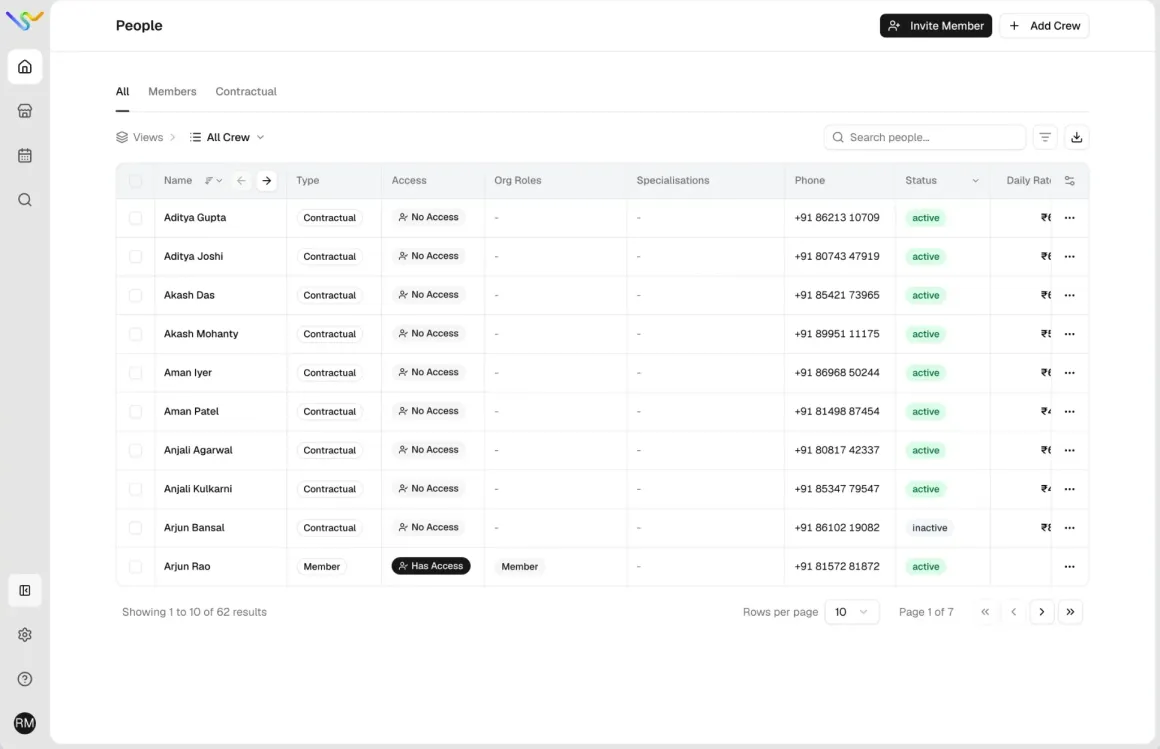 People
Invite Member
Add Crew
All Members Contractual
Views All Crew
Search people...
Name Type Access Org Roles Specialisations Phone Status Daily
Aditya Gupta Contractual No Access - - +91 86213 10709 active
Aditya Joshi Contractual No Access - - +91 80743 47919 active
Akash Das Contractual No Access - - +91 85421 73965 active
Akash Mohanty Contractual No Access - - +91 89951 11175 active
Aman Iyer Contractual No Access - - +91 86968 50244 active
Aman Patel Contractual No Access - - +91 81498 87454 active
Anjali Agarwal Contractual No Access - - +91 80817 42337 active
Anjali Kulkarni Contractual No Access - - +91 85347 79547 active
Arjun Bansal Contractual No Access - - +91 86102 19082 inactive
Arjun Rao Member Has Access Member - +91 81572 81872 active
Showing 1 to 10 of 62 results
Rows per page 10 Page 1 of 7
RM